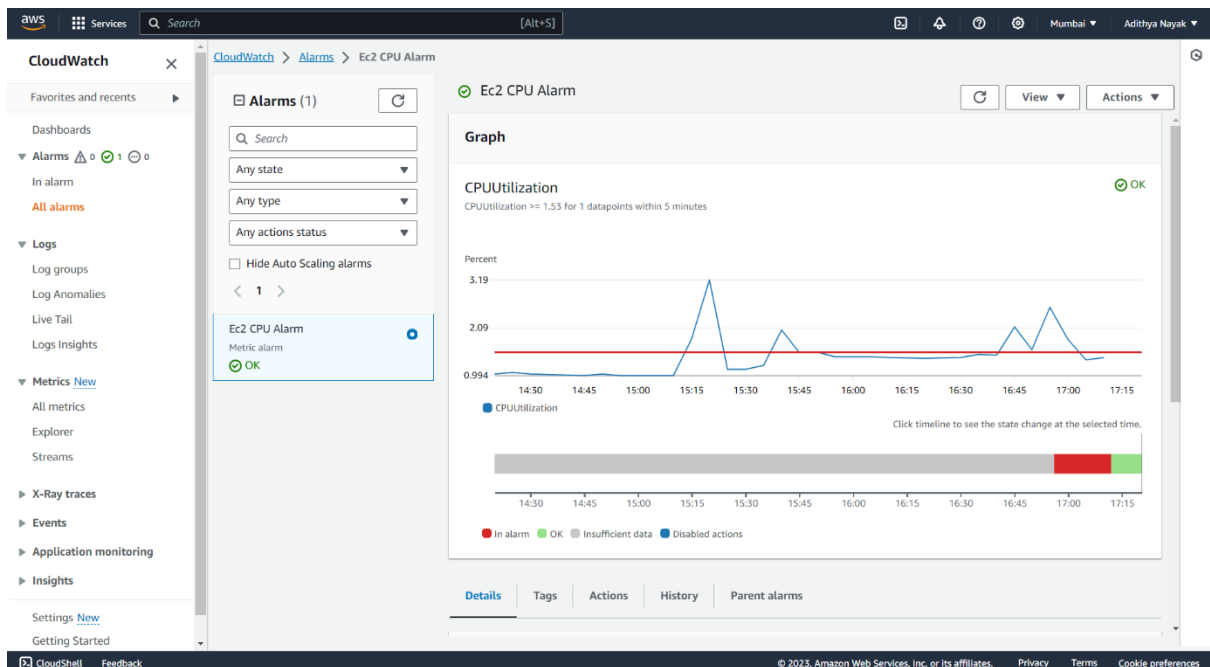 aws Services Search [Alt+S] Mumbai Adithya Nayak
CloudWatch
Favorites and recents
Dashboards
Alarms 0 1 0
In alarm
All alarms
Logs
Log groups
Log Anomalies
Live Tail
Logs Insights
Metrics New
All metrics
Explorer
Streams
X-Ray traces
Events
Application monitoring
Insights
Settings New
Getting Started
CloudWatch > Alarms > Ec2 CPU Alarm
Alarms (1)
Search
Any state
Any type
Any actions status
Hide Auto Scaling alarms
< 1 >
Ec2 CPU Alarm
Metric alarm
OK
Ec2 CPU Alarm
View Actions
Graph
CPUUtilization
OK
CPUUtilization >= 1.53 for 1 datapoints within 5 minutes
Percent
3.19
2.09
0.994
14:30 14:45 15:00 15:15 15:30 15:45 16:00 16:15 16:30 16:45 17:00 17:15
CPUUtilization
Click timeline to see the state change at the selected time.
14:30 14:45 15:00 15:15 15:30 15:45 16:00 16:15 16:30 16:45 17:00 17:15
In alarm OK Insufficient data Disabled actions
Details Tags Actions History Parent alarms
CloudShell Feedback © 2023, Amazon Web Services, Inc. or its affiliates. Privacy Terms Cookie preferences